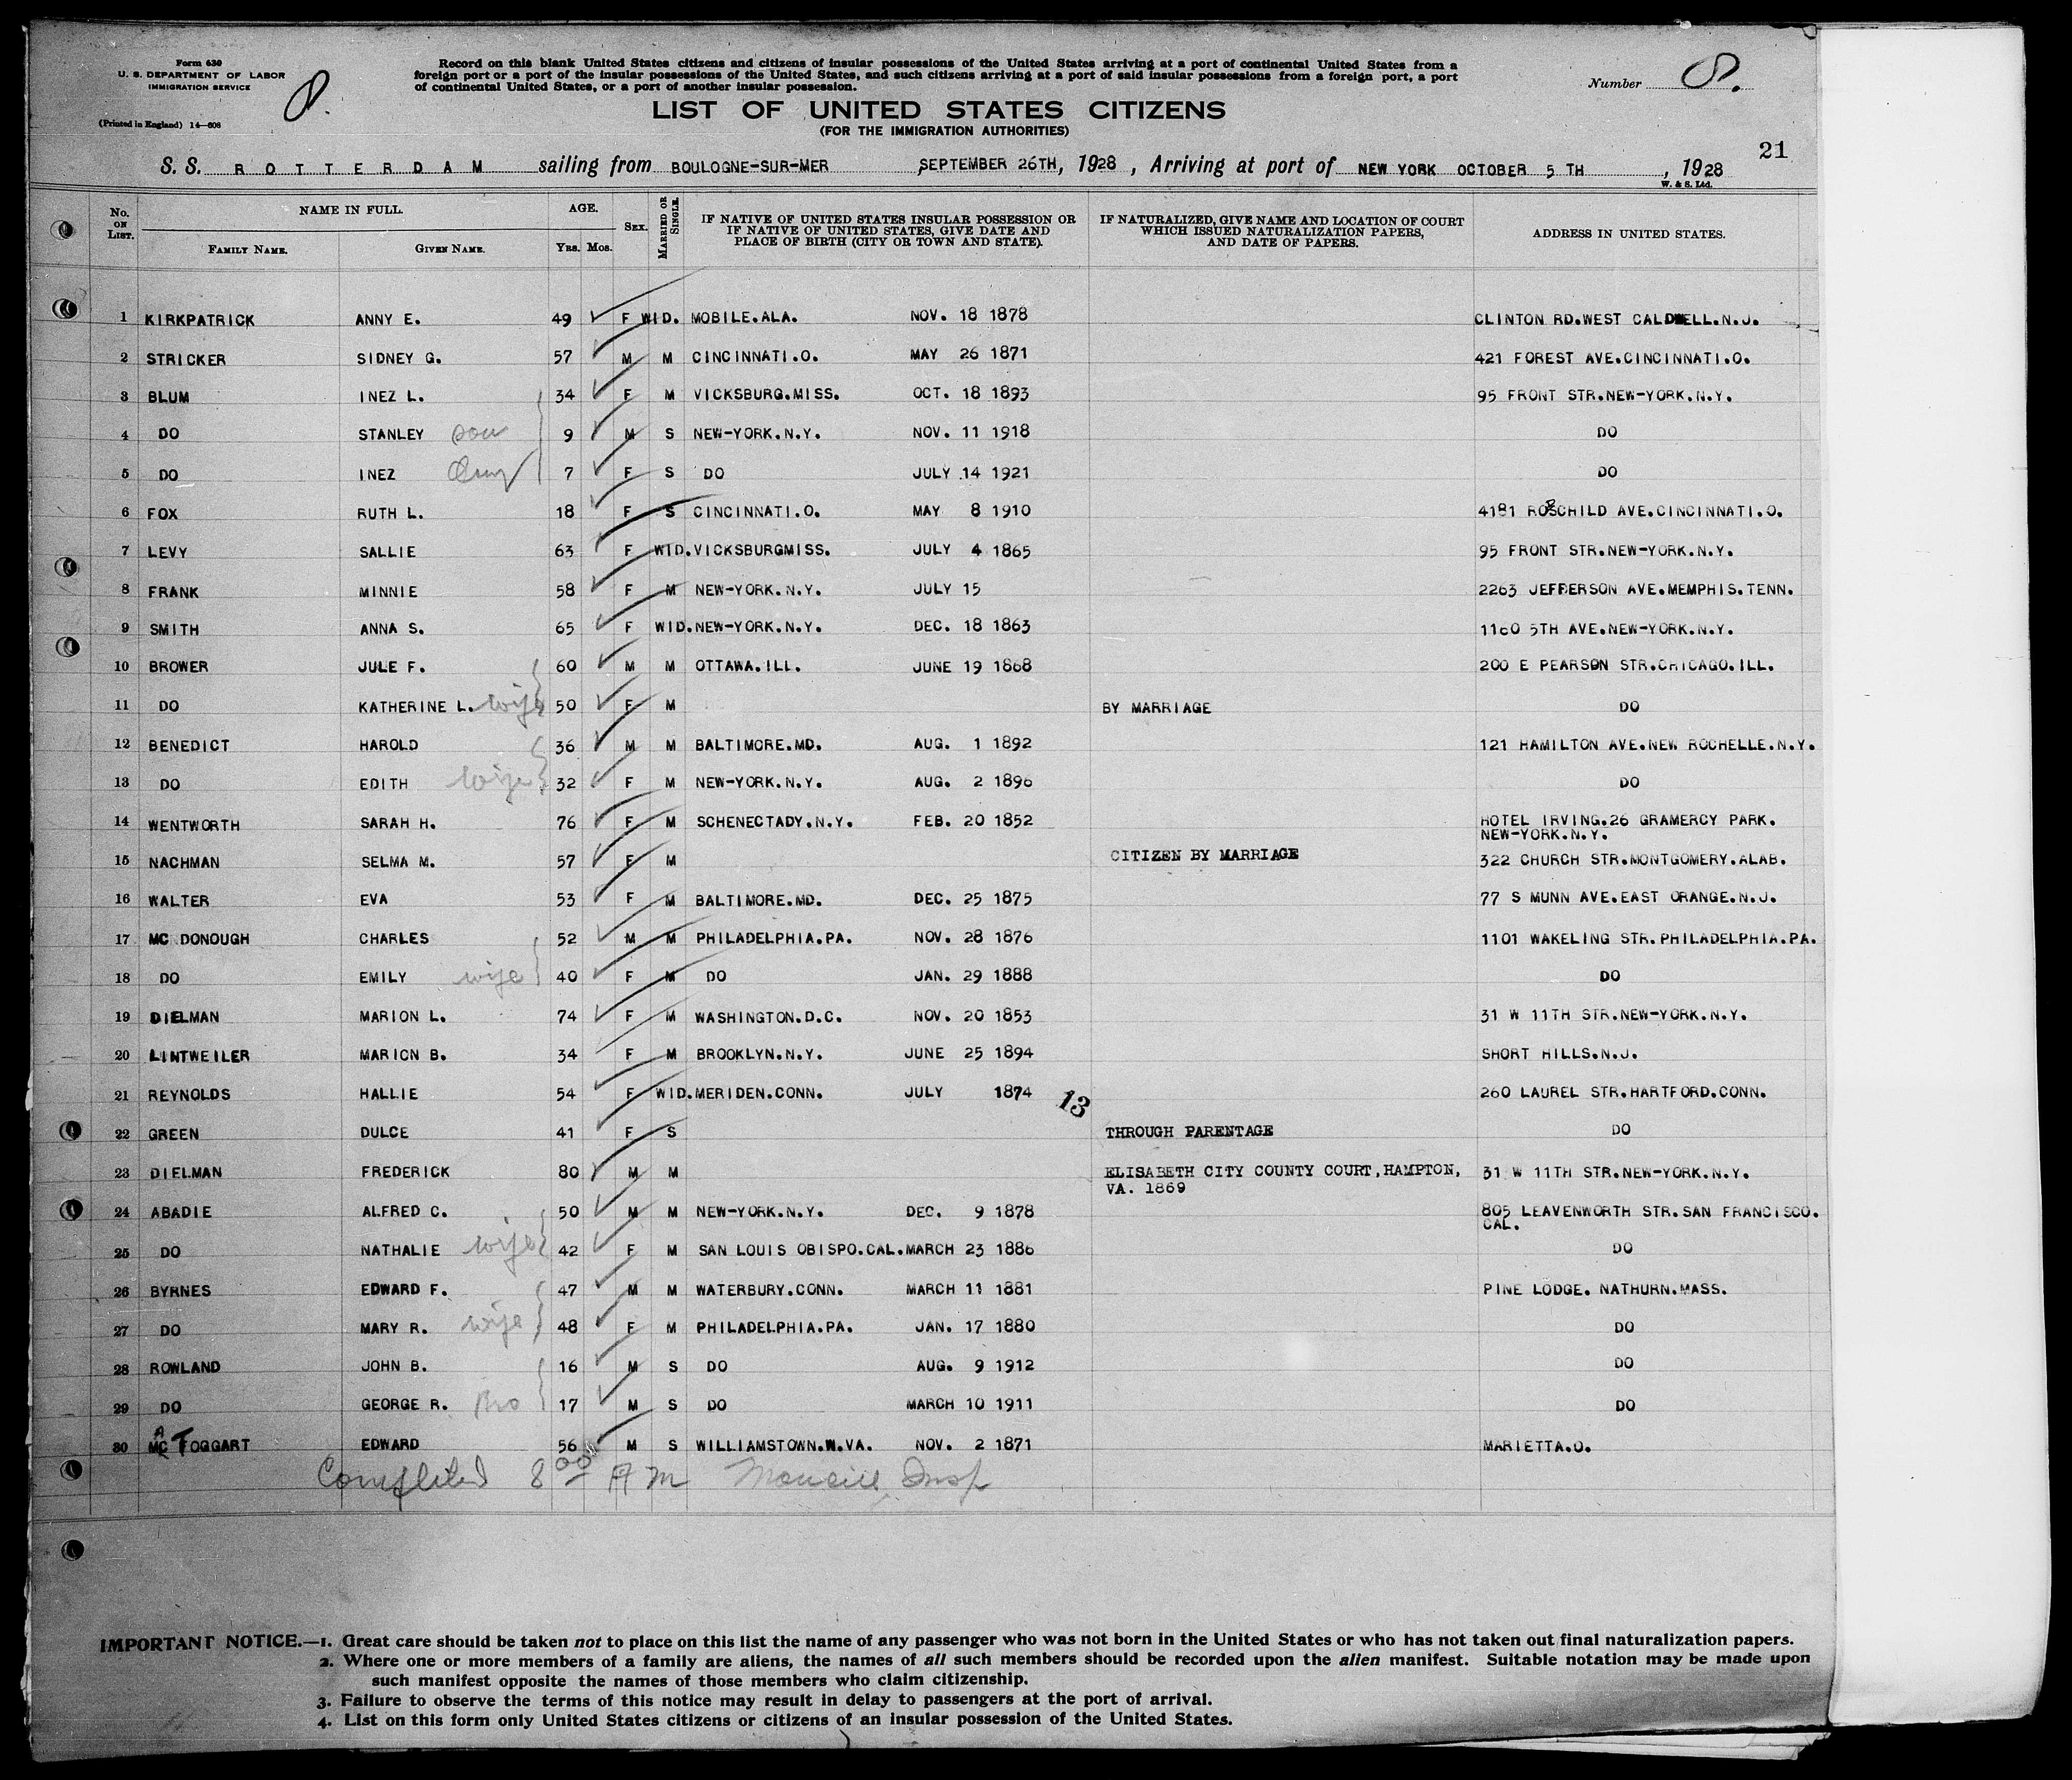 Form 630
U. S. DEPARTMENT OF LABOR
IMMIGRATION SERVICE
(Printed in England) 14—608
8.
Record on this blank United States citizens and citizens of insular possessions of the United States arriving at a port of continental United States from a
foreign port or a port of the insular possessions of the United States, and such citizens arriving at a port of said insular possessions from a foreign port, a port
of continental United States, or a port of another insular possession.
Number 8.
LIST OF UNITED STATES CITIZENS
(FOR THE IMMIGRATION AUTHORITIES)
21
S. S. ROTTERDAM sailing from BOULOGNE-SUR-MER SEPTEMBER 26TH, 1928, Arriving at port of NEW YORK OCTOBER 5 TH, 1928
W. & S. Ltd.
No. ON LIST. NAME IN FULL. AGE. SEX. MARRIED OR SINGLE. IF NATIVE OF UNITED STATES INSULAR POSSESSION OR IF NATIVE OF UNITED STATES, GIVE DATE AND PLACE OF BIRTH (CITY OR TOWN AND STATE). IF NATURALIZED, GIVE NAME AND LOCATION OF COURT WHICH ISSUED NATURALIZATION PAPERS, AND DATE OF PAPERS. ADDRESS IN UNITED STATES.
FAMILY NAME. GIVEN NAME. YRS. MOS.
1 KIRKPATRICK ANNY E. 49 F WID. MOBILE.ALA. NOV. 18 1878 CLINTON RD.WEST CALDWELL.N.J.
2 STRICKER SIDNEY G. 57 M M CINCINNATI.O. MAY 26 1871 421 FOREST AVE.CINCINNATI.O.
3 BLUM INEZ L. 34 F M VICKSBURG.MISS. OCT. 18 1893 95 FRONT STR.NEW-YORK.N.Y.
4 DO STANLEY son 9 M S NEW-YORK.N.Y. NOV. 11 1918 DO
5 DO INEZ 7 F S DO JULY 14 1921 DO
6 FOX RUTH L. 18 F S CINCINNATI.O. MAY 8 1910 4181 CHILD AVE.CINCINNATI.O.
7 LEVY SALLIE 63 F WID. VICKSBURGMISS. JULY 4 1865 95 FRONT STR.NEW-YORK.N.Y.
8 FRANK MINNIE 58 F M NEW-YORK.N.Y. JULY 15 2263 JEFFERSON AVE.MEMPHIS.TENN.
9 SMITH ANNA S. 65 F WID. NEW-YORK.N.Y. DEC. 18 1863 1160 5TH AVE.NEW-YORK.N.Y.
10 BROWER JULE F. 60 M M OTTAWA.ILL. JUNE 19 1868 200 E PEARSON STR.CHICAGO.ILL.
11 DO KATHERINE L. wife 50 F M BY MARRIAGE DO
12 BENEDICT HAROLD 36 M M BALTIMORE.MD. AUG. 1 1892 121 HAMILTON AVE.NEW ROCHELLE.N.Y.
13 DO EDITH wife 32 F M NEW-YORK.N.Y. AUG. 2 1896 DO
14 WENTWORTH SARAH H. 76 F M SCHENECTADY.N.Y. FEB. 20 1852 HOTEL IRVING.26 GRAMERCY PARK.
NEW-YORK.N.Y.
15 NACHMAN SELMA M. 57 F M CITIZEN BY MARRIAGE 322 CHURCH STR.MONTGOMERY.ALAB.
16 WALTER EVA 53 F M BALTIMORE.MD. DEC. 25 1875 77 S MUNN AVE.EAST ORANGE.N.J.
17 MC DONOUGH CHARLES 52 M M PHILADELPHIA.PA. NOV. 28 1876 1101 WAKELING STR.PHILADELPHIA.PA.
18 DO EMILY wife 40 F M DO JAN. 29 1888 DO
19 DIELMAN MARION L. 74 F M WASHINGTON.D.C. NOV. 20 1853 31 W 11TH STR.NEW-YORK.N.Y.
20 LINTWEILER MARION B. 34 F M BROOKLYN.N.Y. JUNE 25 1894 SHORT HILLS.N.J.
21 REYNOLDS HALLIE 54 F WID. MERIDEN.CONN. JULY 1874 13 260 LAUREL STR.HARTFORD.CONN.
22 GREEN DULCE 41 F S THROUGH PARENTAGE DO
23 DIELMAN FREDERICK 80 M M ELISABETH CITY COUNTY COURT,HAMPTON, 31 W 11TH STR.NEW-YORK.N.Y.
VA. 1869
24 ABADIE ALFRED C. 50 M M NEW-YORK.N.Y. DEC. 9 1878 805 LEAVENWORTH STR.SAN FRANCISCO.
CAL.
25 DO NATHALIE wife 42 F M SAN LOUIS OBISPO.CAL. MARCH 23 1886 DO
26 BYRNES EDWARD F. 47 M M WATERBURY.CONN. MARCH 11 1881 PINE LODGE. NATHURN.MASS.
27 DO MARY R. wife 48 F M PHILADELPHIA.PA. JAN. 17 1880 DO
28 ROWLAND JOHN B. 16 M S DO AUG. 9 1912 DO
29 DO GEORGE R. Bro 17 M S DO MARCH 10 1911 DO
30 MC TOGGART EDWARD 56 M S WILLIAMSTOWN.W.VA. NOV. 2 1871 MARIETTA.O.
Completed 8 00 AM Insp
IMPORTANT NOTICE.—1. Great care should be taken not to place on this list the name of any passenger who was not born in the United States or who has not taken out final naturalization papers.
2. Where one or more members of a family are aliens, the names of all such members should be recorded upon the alien manifest. Suitable notation may be made upon
such manifest opposite the names of those members who claim citizenship.
3. Failure to observe the terms of this notice may result in delay to passengers at the port of arrival.
4. List on this form only United States citizens or citizens of an insular possession of the United States.